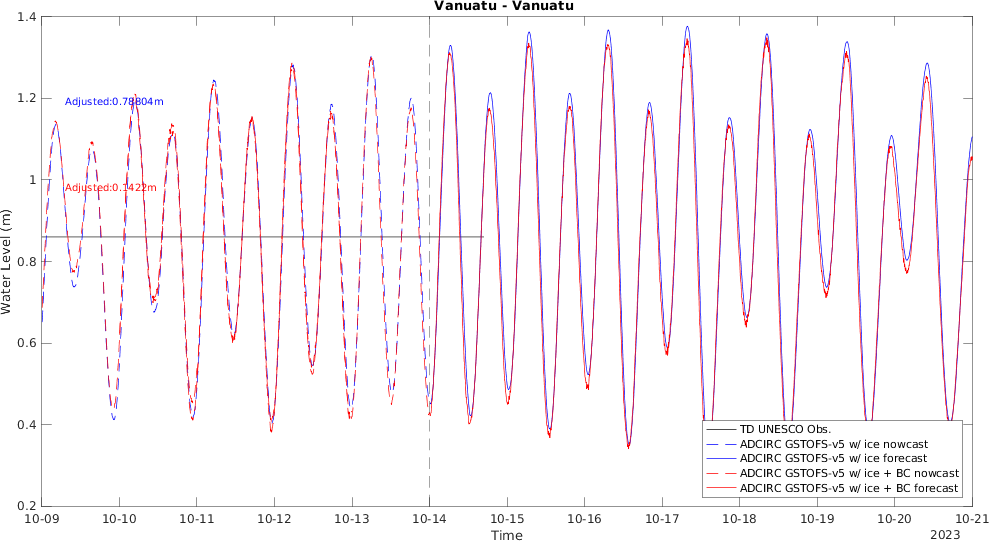 Vanuatu - Vanuatu
1.4
1.2
1
0.8
0.6
0.4
0.2
Water Level (m)
Adjusted:0.78804m
Adjusted:0.1422m
TD UNESCO Obs.
ADCIRC GSTOFS-v5 w/ ice nowcast
ADCIRC GSTOFS-v5 w/ ice forecast
ADCIRC GSTOFS-v5 w/ ice + BC nowcast
ADCIRC GSTOFS-v5 w/ ice + BC forecast
10-09 10-10 10-11 10-12 10-13 10-14 10-15 10-16 10-17 10-18 10-19 10-20 10-21
Time
2023